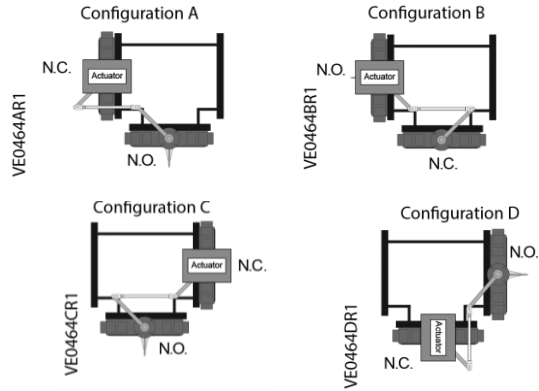 Configuration A
N.C.
Actuator
N.O.
VE0464AR1
Configuration B
N.O.
Actuator
N.C.
VE0464BR1
Configuration C
Actuator
N.C.
N.O.
VE0464CR1
Configuration D
N.O.
Actuator
N.C.
VE0464DR1